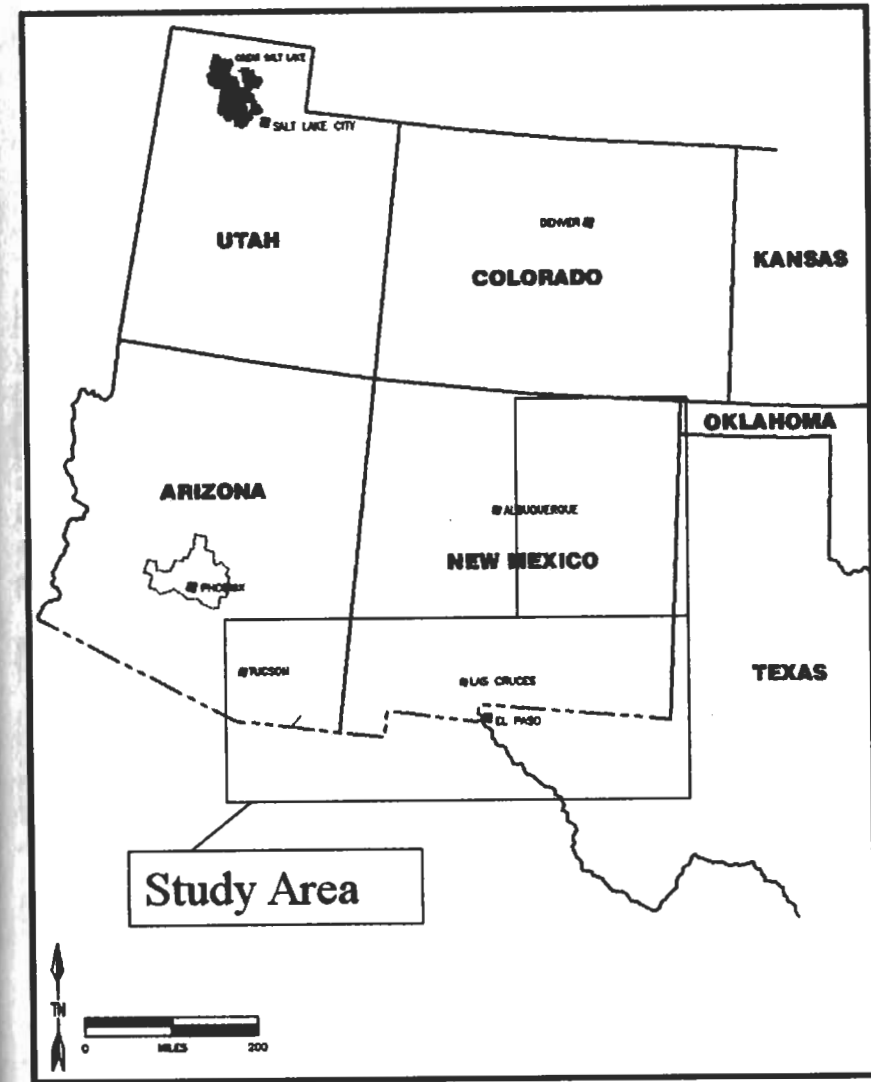 GREAT SALT LAKE
SALT LAKE CITY
DENVER
UTAH
KANSAS
COLORADO
OKLAHOMA
ARIZONA
ALBUQUERQUE
NEW MEXICO
PHOENIX
TUCSON
LAS CRUCES
TEXAS
EL PASO
Study Area
TN
0 MILES 200